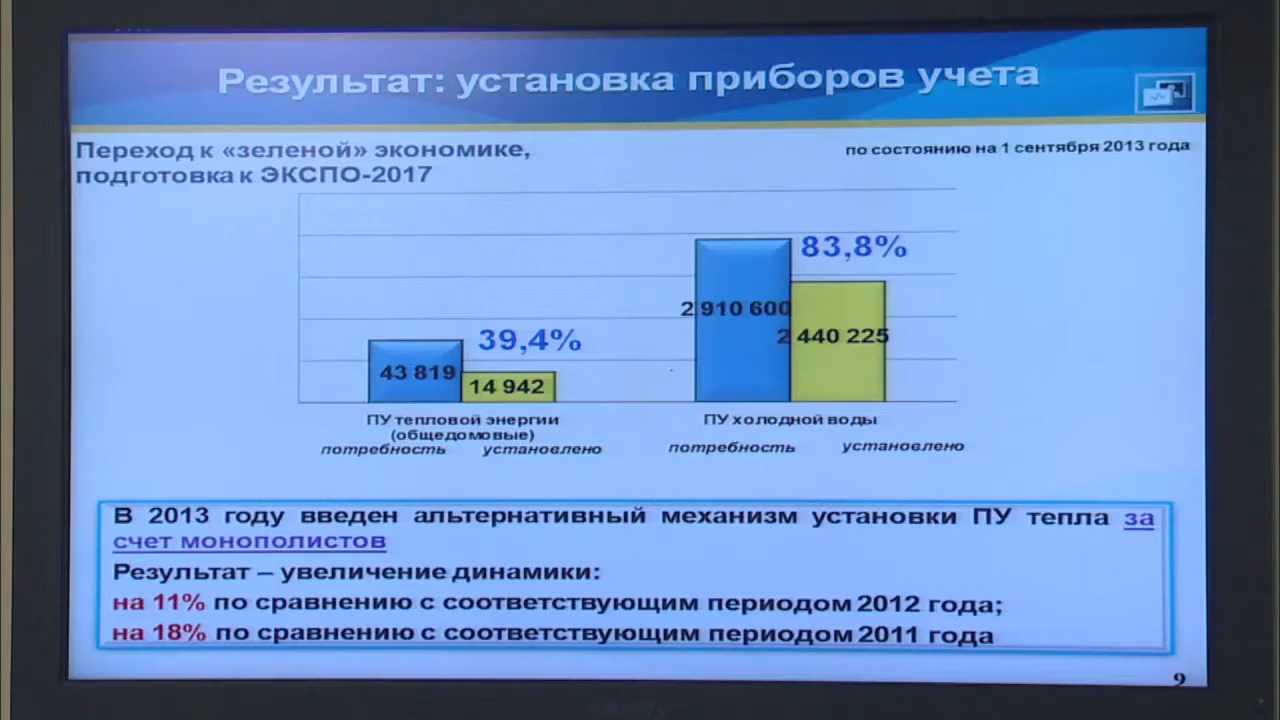 Результат: установка приборов учета
Переход к «зеленой» экономике,
подготовка к ЭКСПО-2017
по состоянию на 1 сентября 2013 года
83,8%
2 910 600
2 440 225
39,4%
43 819
14 942
ПУ тепловой энергии
(общедомовые)
ПУ холодной воды
потребность установлено
потребность установлено
В 2013 году введен альтернативный механизм установки ПУ тепла за
счет монополистов
Результат – увеличение динамики:
на 11% по сравнению с соответствующим периодом 2012 года;
на 18% по сравнению с соответствующим периодом 2011 года
9